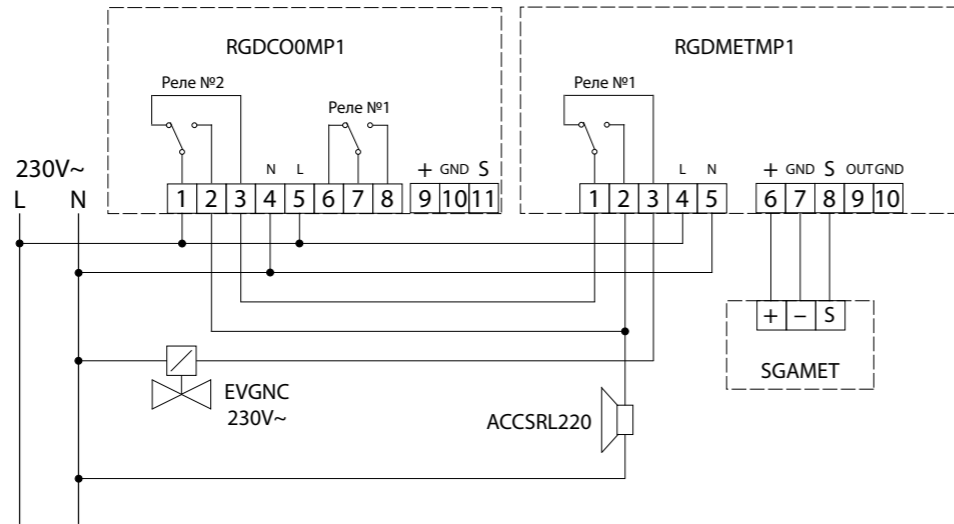 RGDCO0MP1
RGDMETMP1
Реле №2
Реле №1
Реле №1
230V~
L N
N L + GND S
1 2 3 4 5 6 7 8 9 10 11
L N + GND S OUT GND
1 2 3 4 5 6 7 8 9 10
+ – S
SGAMET
EVGNC
230V~
ACCSRL220